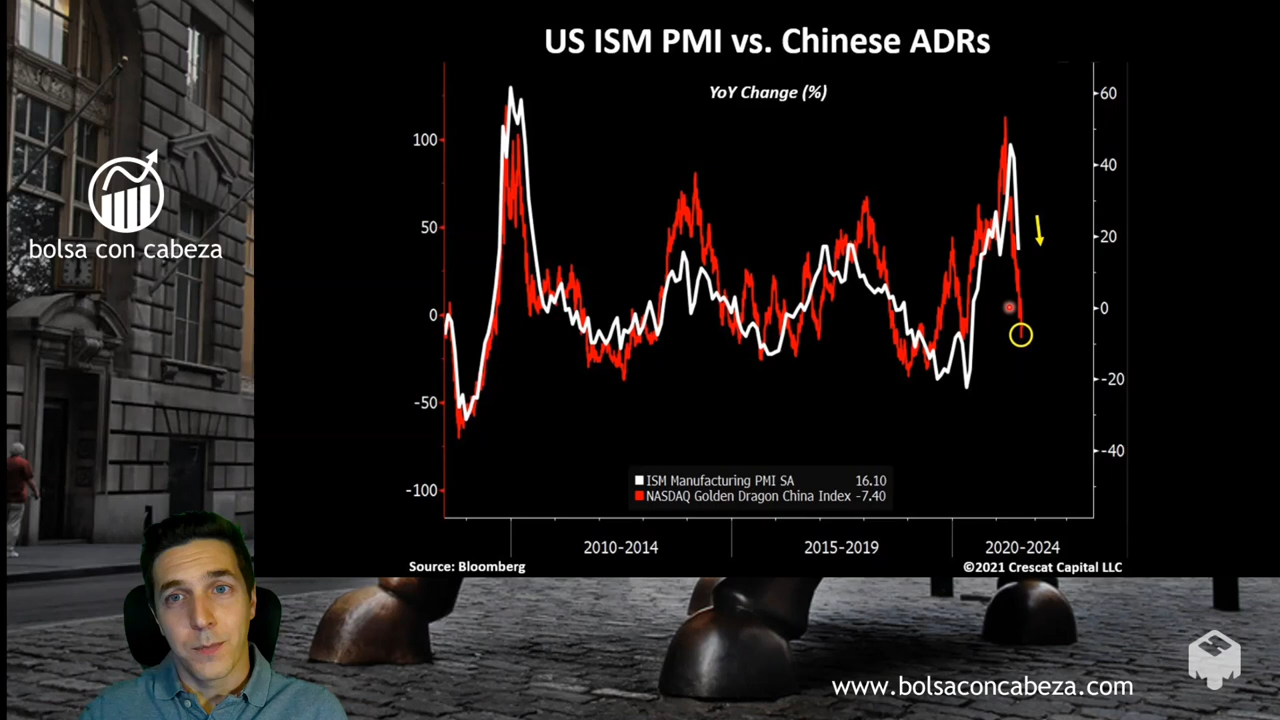 US ISM PMI vs. Chinese ADRs
YoY Change (%)
bolsa con cabeza
100
50
0
-50
-100
60
40
20
0
-20
-40
ISM Manufacturing PMI SA 16.10
NASDAQ Golden Dragon China Index -7.40
2010-2014 2015-2019 2020-2024
Source: Bloomberg ©2021 Crescat Capital LLC
www.bolsaconcabeza.com